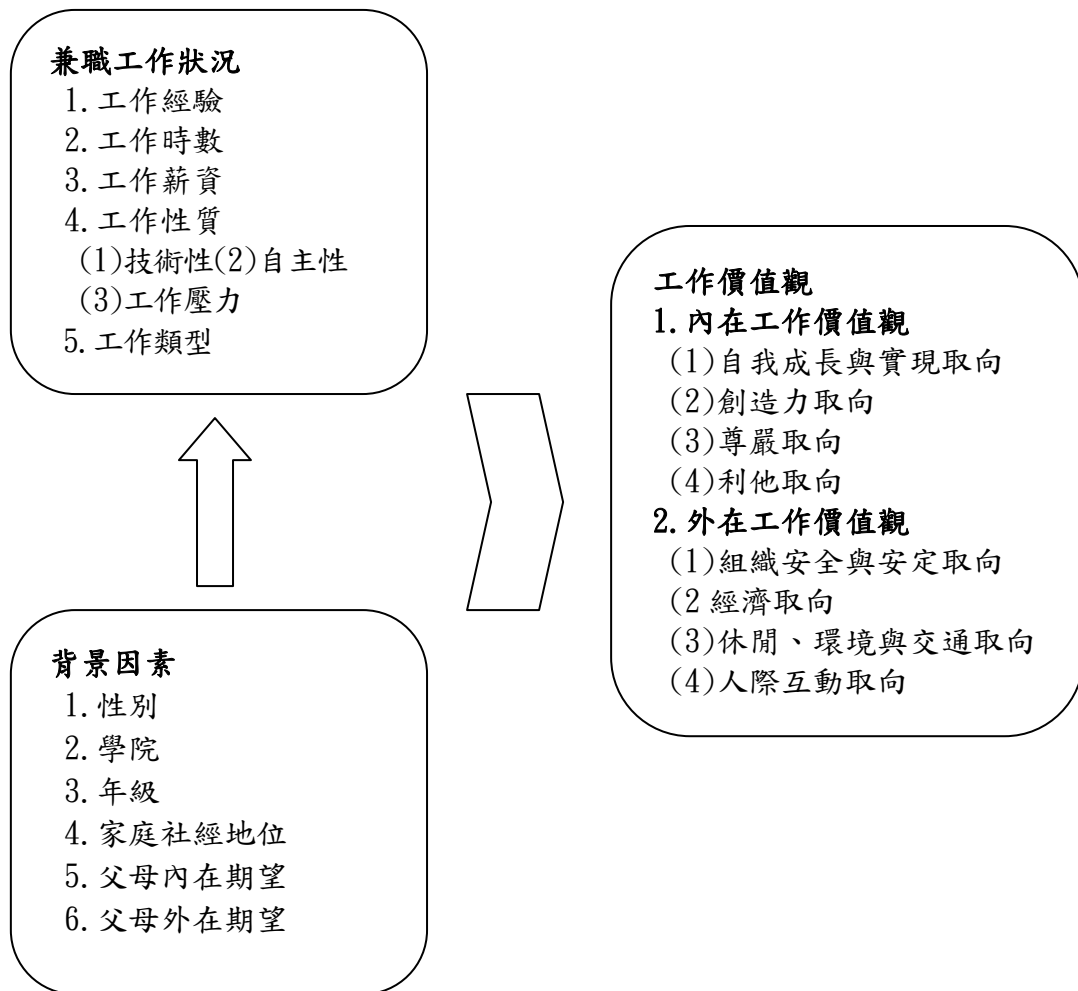 兼職工作狀況
1.工作經驗
2.工作時數
3.工作薪資
4.工作性質
(1)技術性(2)自主性
(3)工作壓力
5.工作類型
工作價值觀
1.內在工作價值觀
(1)自我成長與實現取向
(2)創造力取向
(3)尊嚴取向
(4)利他取向
2.外在工作價值觀
(1)組織安全與安定取向
(2 經濟取向
(3)休閒、環境與交通取向
(4)人際互動取向
背景因素
1.性別
2.學院
3.年級
4.家庭社經地位
5.父母內在期望
6.父母外在期望